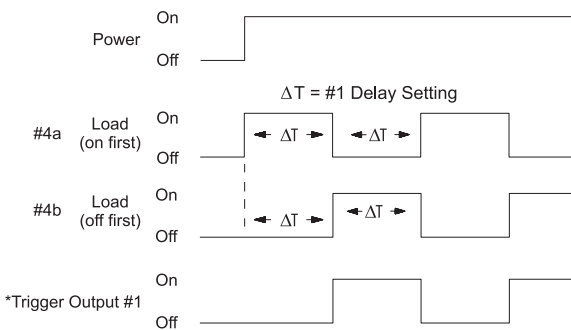 On
Power
Off
ΔT = #1 Delay Setting
On
#4a Load (on first)
ΔT ΔT
Off
On
#4b Load (off first)
ΔT ΔT
Off
On
*Trigger Output #1
Off